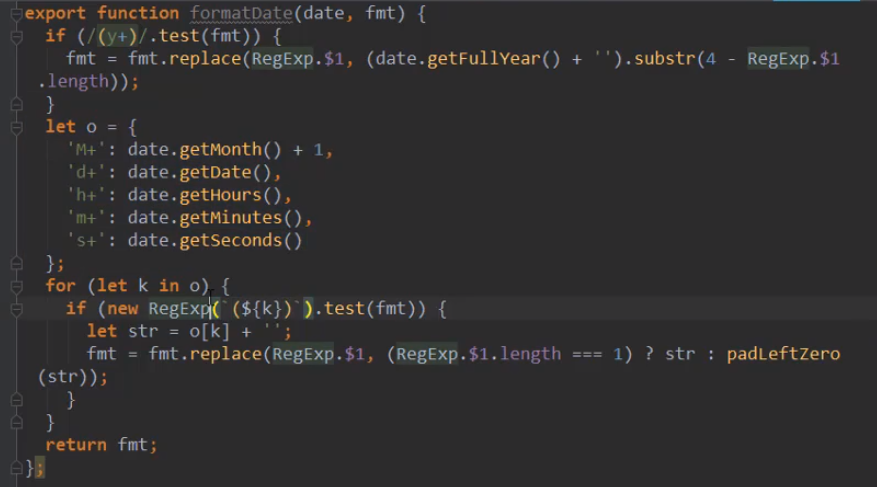 export function formatDate(date, fmt) {
if (/(y+)/.test(fmt)) {
fmt = fmt.replace(RegExp.$1, (date.getFullYear() + '').substr(4 - RegExp.$1
.length));
}
let o = {
'M+': date.getMonth() + 1,
'd+': date.getDate(),
'h+': date.getHours(),
'm+': date.getMinutes(),
's+': date.getSeconds()
};
for (let k in o) {
if (new RegExp(`(${k})`).test(fmt)) {
let str = o[k] + '';
fmt = fmt.replace(RegExp.$1, (RegExp.$1.length === 1) ? str : padLeftZero
(str));
}
}
return fmt;
};